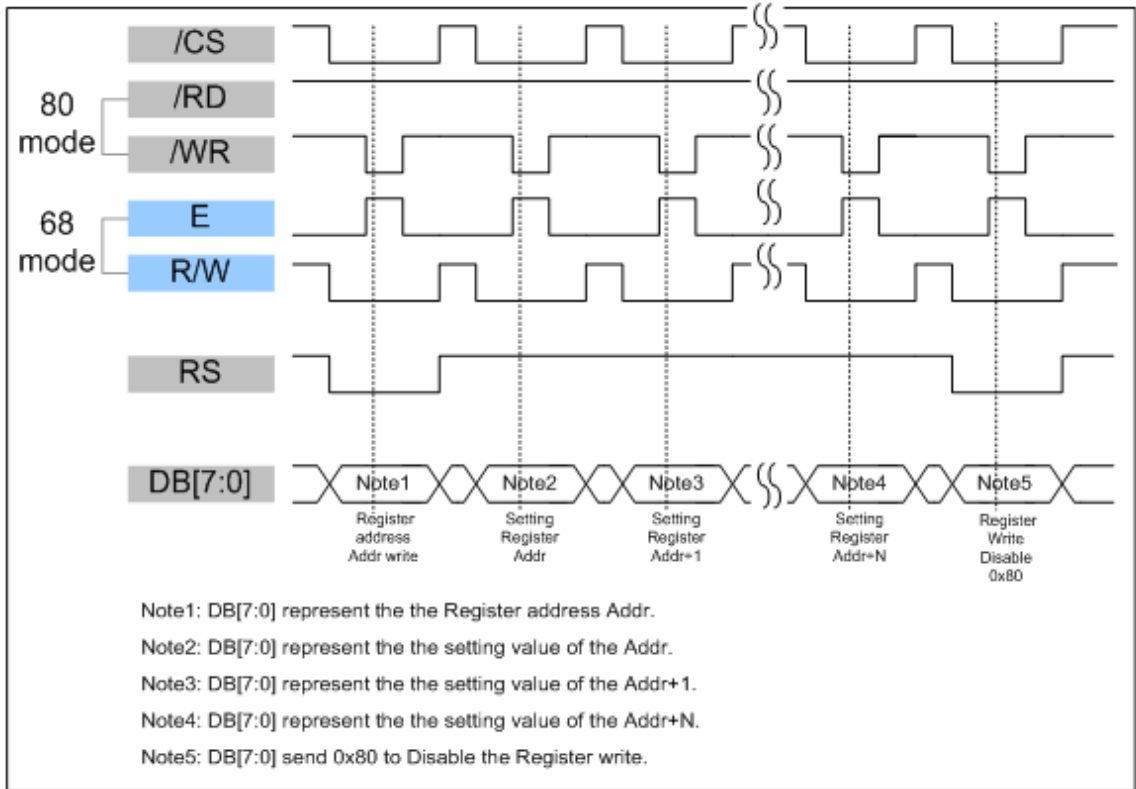 /CS
80
mode
/RD
/WR
68
mode
E
R/W
RS
DB[7:0]
Note1
Note2
Note3
Note4
Note5
Register
address
Addr write
Setting
Register
Addr
Setting
Register
Addr+1
Setting
Register
Addr+N
Register
Write
Disable
0x80
Note1: DB[7:0] represent the the Register address Addr.
Note2: DB[7:0] represent the the setting value of the Addr.
Note3: DB[7:0] represent the the setting value of the Addr+1.
Note4: DB[7:0] represent the the setting value of the Addr+N.
Note5: DB[7:0] send 0x80 to Disable the Register write.